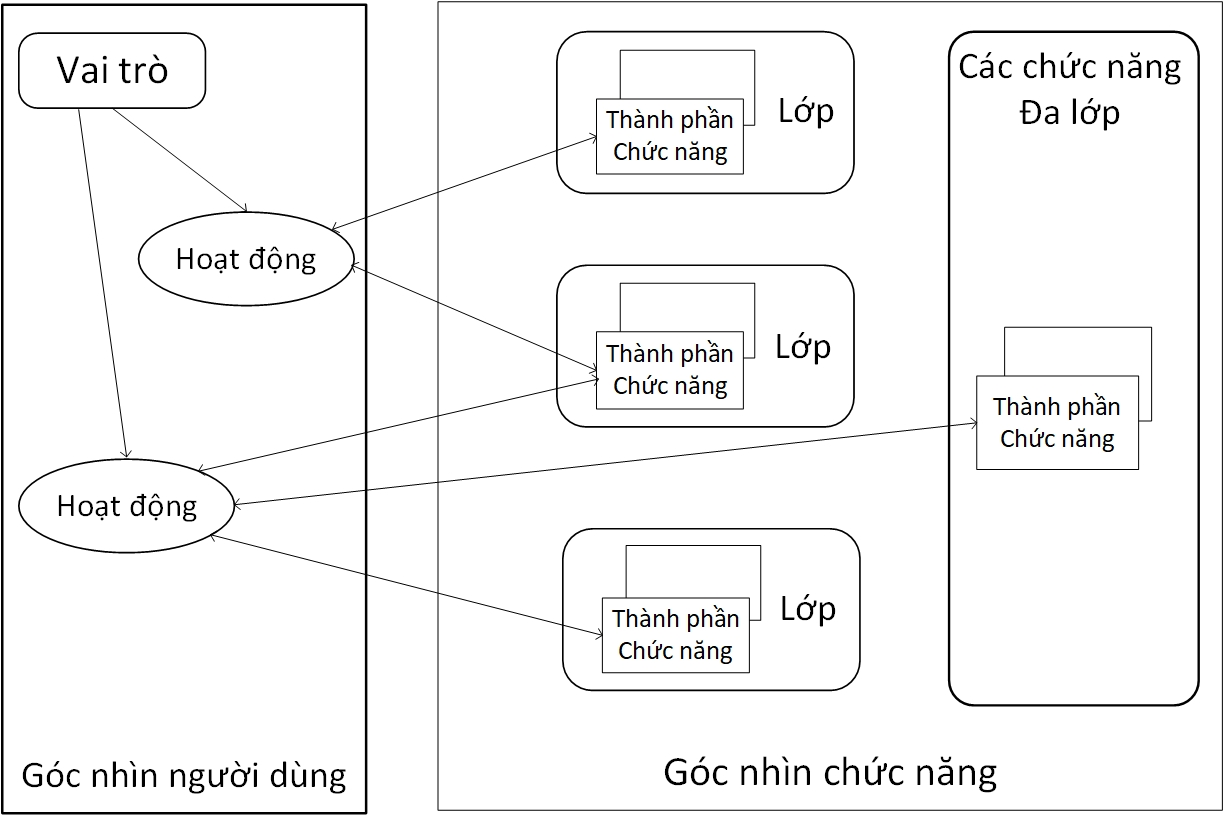 Vai trò
Hoạt động
Hoạt động
Góc nhìn người dùng
Thành phần
Chức năng
Lớp
Thành phần
Chức năng
Lớp
Thành phần
Chức năng
Lớp
Các chức năng
Đa lớp
Thành phần
Chức năng
Góc nhìn chức năng